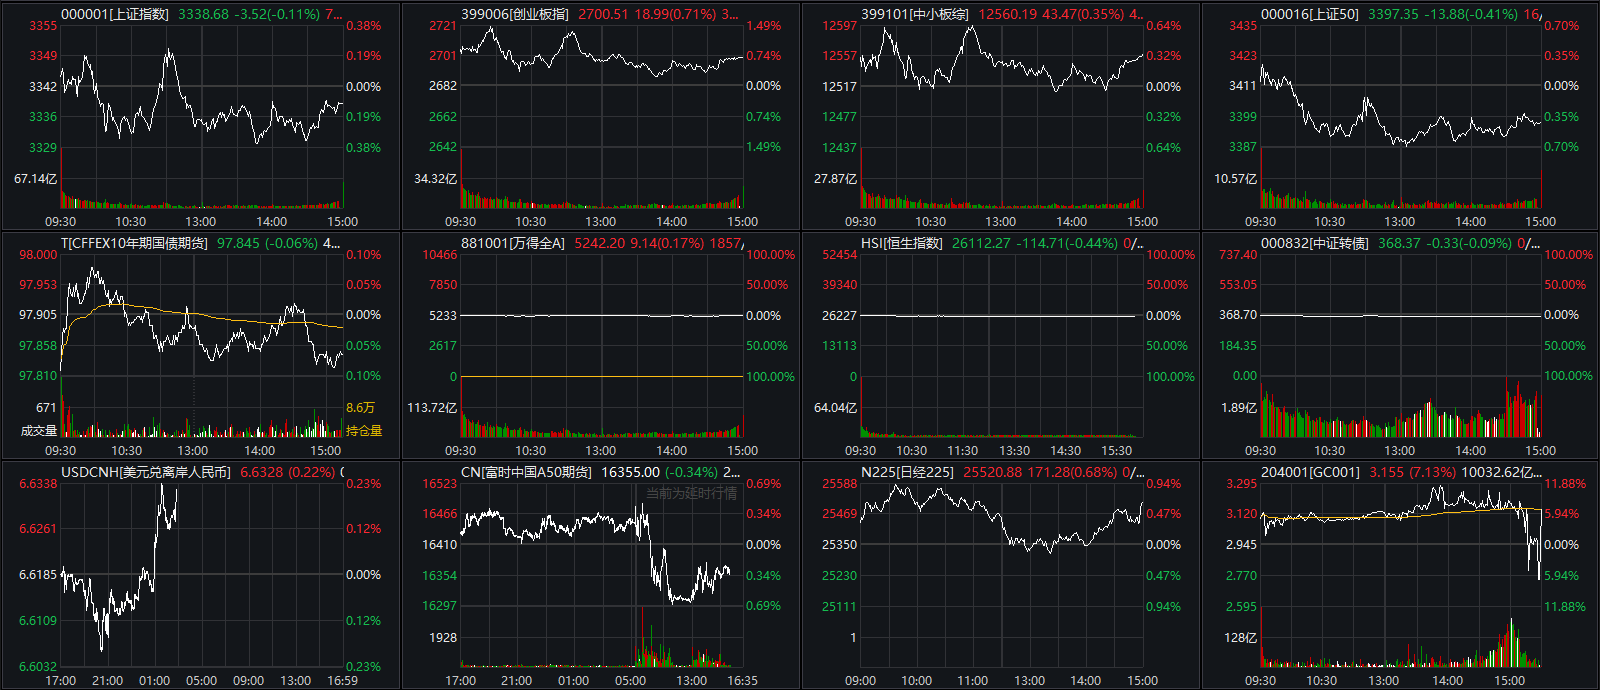 000001[上证指数] 3338.68 -3.52(-0.11%) 7...
3355 0.38%
3349 0.19%
3342 0.00%
3336 0.19%
3329 0.38%
67.14亿
09:30 10:30 13:00 14:00 15:00
399006[创业板指] 2700.51 18.99(0.71%) 3...
2721 1.49%
2701 0.74%
2682 0.00%
2662 0.74%
2642 1.49%
34.32亿
09:30 10:30 13:00 14:00 15:00
399101[中小板综] 12560.19 43.47(0.35%) 4...
12597 0.64%
12557 0.32%
12517 0.00%
12477 0.32%
12437 0.64%
27.87亿
09:30 10:30 13:00 14:00 15:00
000016[上证50] 3397.35 -13.88(-0.41%) 16/
3435 0.70%
3423 0.35%
3411 0.00%
3399 0.35%
3387 0.70%
10.57亿
09:30 10:30 13:00 14:00 15:00
T[CFFEX10年期国债期货] 97.845 (-0.06%) 4...
98.000 0.10%
97.953 0.05%
97.905 0.00%
97.858 0.05%
97.810 0.10%
671 8.6万
成交量 持仓量
09:30 10:30 13:00 14:00 15:00
881001[万得全A] 5242.20 9.14(0.17%) 1857/
10466 100.00%
7850 50.00%
5233 0.00%
2617 50.00%
0 100.00%
113.72亿
09:30 10:30 13:00 14:00 15:00
HSI[恒生指数] 26112.27 -114.71(-0.44%) 0/...
52454 100.00%
39340 50.00%
26227 0.00%
13113 50.00%
0 100.00%
64.04亿
09:30 10:30 11:30 13:30 14:30 15:30
000832[中证转债] 368.37 -0.33(-0.09%) 0/...
737.40 100.00%
553.05 50.00%
368.70 0.00%
184.35 50.00%
0.00 100.00%
1.89亿
09:30 10:30 13:00 14:00 15:00
USDCNH[美元兑离岸人民币] 6.6328 (0.22%) 0
6.6338 0.23%
6.6261 0.12%
6.6185 0.00%
6.6109 0.12%
6.6032 0.23%
17:00 21:00 01:00 05:00 09:00 13:00 16:59
CN[富时中国A50期货] 16355.00 (-0.34%) 2...
当前为延时行情
16523 0.69%
16466 0.34%
16410 0.00%
16354 0.34%
16297 0.69%
1928
17:00 21:00 01:00 05:00 13:00 16:35
N225[日经225] 25520.88 171.28(0.68%) 0/...
25588 0.94%
25469 0.47%
25350 0.00%
25230 0.47%
25111 0.94%
1
09:00 10:00 11:00 13:00 14:00 15:00
204001[GC001] 3.155 (7.13%) 10032.62亿...
3.295 11.88%
3.120 5.94%
2.945 0.00%
2.770 5.94%
2.595 11.88%
128亿
09:30 10:30 13:00 14:00 15:00